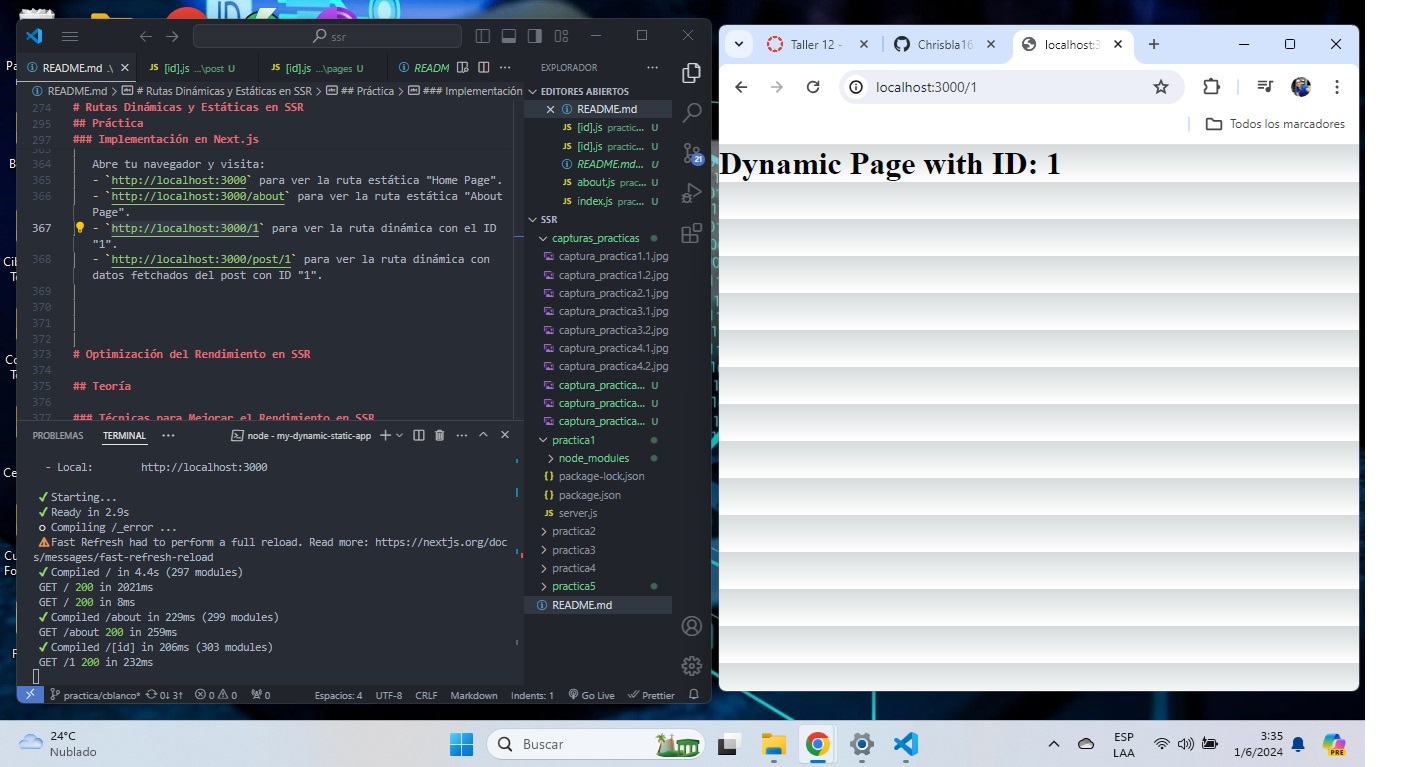 ssr
README.md .\
[id].js ...\post U
[id].js ...\pages U
READM
README.md > # Rutas Dinámicas y Estáticas en SSR > ## Práctica > ### Implementación
274 # Rutas Dinámicas y Estáticas en SSR
295 ## Práctica
297 ### Implementación en Next.js
363
364 Abre tu navegador y visita:
365 - `http://localhost:3000` para ver la ruta estática "Home Page".
366 - `http://localhost:3000/about` para ver la ruta estática "About
Page".
367 - `http://localhost:3000/1` para ver la ruta dinámica con el ID
"1".
368 - `http://localhost:3000/post/1` para ver la ruta dinámica con
datos fetchados del post con ID "1".
369
370
371
372
373 # Optimización del Rendimiento en SSR
374
375 ## Teoría
376
377 ### Técnicas para Mejorar el Rendimiento en SSR
PROBLEMAS
TERMINAL
node - my-dynamic-static-app
- Local: http://localhost:3000
✓ Starting...
✓ Ready in 2.9s
○ Compiling /_error ...
⚠ Fast Refresh had to perform a full reload. Read more: https://nextjs.org/doc
s/messages/fast-refresh-reload
✓ Compiled / in 4.4s (297 modules)
GET / 200 in 2021ms
GET / 200 in 8ms
✓ Compiled /about in 229ms (299 modules)
GET /about 200 in 259ms
✓ Compiled /[id] in 206ms (303 modules)
GET /1 200 in 232ms
EXPLORADOR
EDITORES ABIERTOS
README.md
JS [id].js practic... U
JS [id].js practic... U
README.md... U
JS about.js prac... U
JS index.js prac... U
SSR
capturas_practicas
captura_practica1.1.jpg
captura_practica1.2.jpg
captura_practica2.1.jpg
captura_practica3.1.jpg
captura_practica3.2.jpg
captura_practica4.1.jpg
captura_practica4.2.jpg
captura_practica... U
captura_practica... U
captura_practica... U
practica1
node_modules
{} package-lock.json
{} package.json
JS server.js
practica2
practica3
practica4
practica5
README.md
21
practica/cblanco* 0↓ 3↑
0 0
0
Espacios: 4
UTF-8
CRLF
Markdown
Indents: 1
Go Live
Prettier
Taller 12 -
Chrisbla16
localhost:3
localhost:3000/1
Todos los marcadores
Dynamic Page with ID: 1
24°C
Nublado
Buscar
ESP
LAA
3:35
1/6/2024
PRE